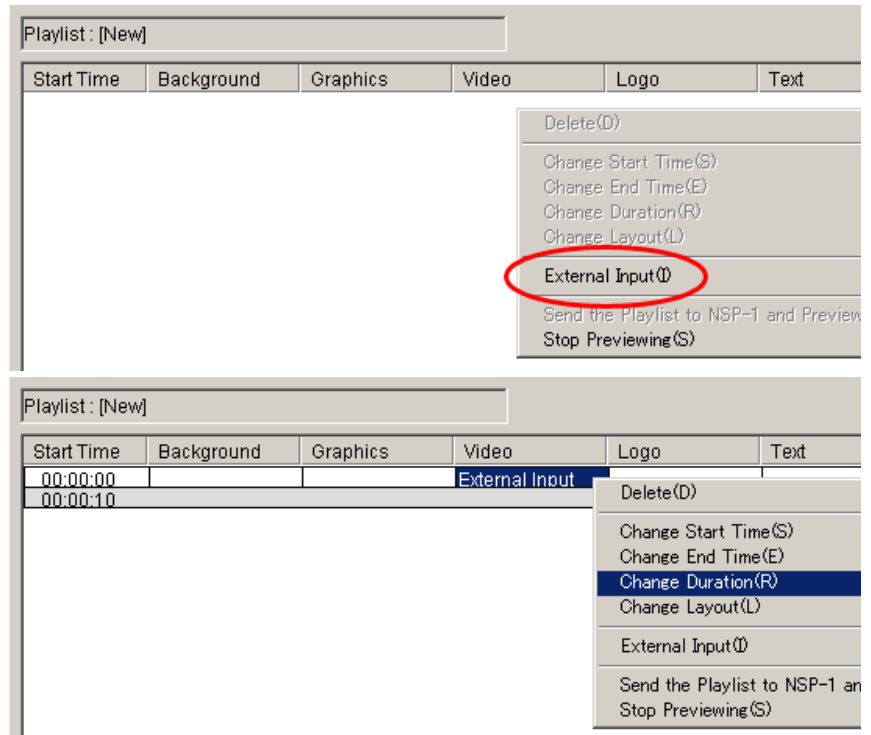 Playlist : [New]
Start Time Background Graphics Video Logo Text
Delete(D)
Change Start Time(S)
Change End Time(E)
Change Duration(R)
Change Layout(L)
External Input(I)
Send the Playlist to NSP-1 and Preview
Stop Previewing(S)
Playlist : [New]
Start Time Background Graphics Video Logo Text
00:00:00 External Input
00:00:10
Delete(D)
Change Start Time(S)
Change End Time(E)
Change Duration(R)
Change Layout(L)
External Input(I)
Send the Playlist to NSP-1 an
Stop Previewing(S)